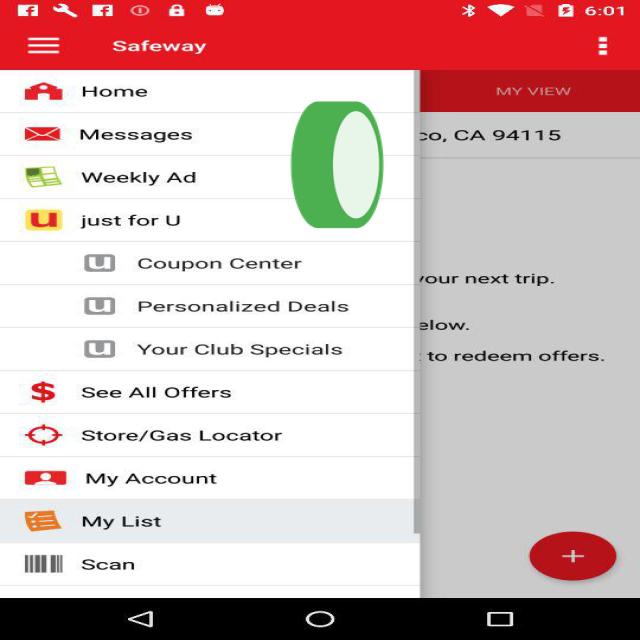 6:01
Safeway
Home
MY VIEW
Messages
co, CA 94115
Weekly Ad
just for U
Coupon Center
your next trip.
Personalized Deals
elow.
Your Club Specials
to redeem offers.
See All Offers
Store/Gas Locator
My Account
My List
Scan